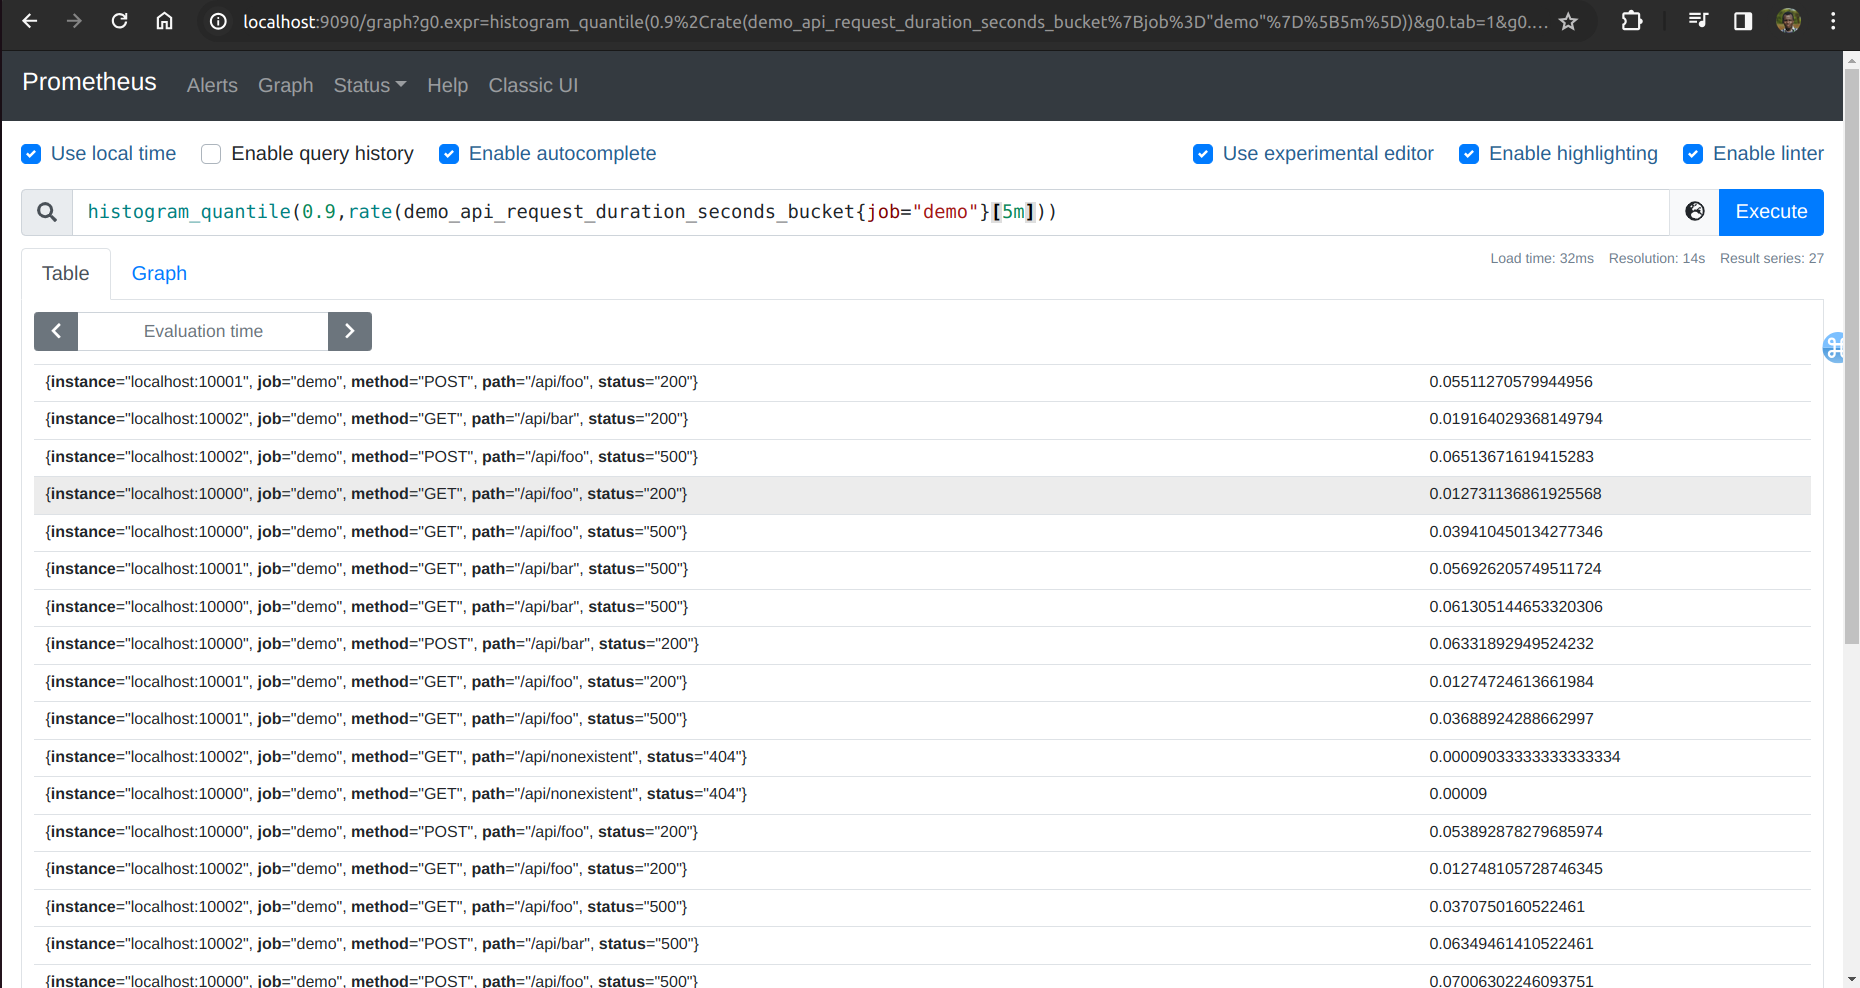 localhost:9090/graph?g0.expr=histogram_quantile(0.9%2Crate(demo_api_request_duration_seconds_bucket%7Bjob%3D"demo"%7D%5B5m%5D))&g0.tab=1&g0....
Prometheus Alerts Graph Status Help Classic UI
Use local time Enable query history Enable autocomplete Use experimental editor Enable highlighting Enable linter
histogram_quantile(0.9,rate(demo_api_request_duration_seconds_bucket{job="demo"}[5m])) Execute
Table Graph Load time: 32ms Resolution: 14s Result series: 27
Evaluation time
{instance="localhost:10001", job="demo", method="POST", path="/api/foo", status="200"} 0.05511270579944956
{instance="localhost:10002", job="demo", method="GET", path="/api/bar", status="200"} 0.019164029368149794
{instance="localhost:10002", job="demo", method="POST", path="/api/foo", status="500"} 0.06513671619415283
{instance="localhost:10000", job="demo", method="GET", path="/api/foo", status="200"} 0.012731136861925568
{instance="localhost:10000", job="demo", method="GET", path="/api/foo", status="500"} 0.039410450134277346
{instance="localhost:10001", job="demo", method="GET", path="/api/bar", status="500"} 0.056926205749511724
{instance="localhost:10000", job="demo", method="GET", path="/api/bar", status="500"} 0.061305144653320306
{instance="localhost:10000", job="demo", method="POST", path="/api/bar", status="200"} 0.06331892949524232
{instance="localhost:10001", job="demo", method="GET", path="/api/foo", status="200"} 0.01274724613661984
{instance="localhost:10001", job="demo", method="GET", path="/api/foo", status="500"} 0.03688924288662997
{instance="localhost:10002", job="demo", method="GET", path="/api/nonexistent", status="404"} 0.00009033333333333334
{instance="localhost:10000", job="demo", method="GET", path="/api/nonexistent", status="404"} 0.00009
{instance="localhost:10000", job="demo", method="POST", path="/api/foo", status="200"} 0.053892878279685974
{instance="localhost:10002", job="demo", method="GET", path="/api/foo", status="200"} 0.012748105728746345
{instance="localhost:10002", job="demo", method="GET", path="/api/foo", status="500"} 0.0370750160522461
{instance="localhost:10002", job="demo", method="POST", path="/api/bar", status="500"} 0.06349461410522461
{instance="localhost:10000", job="demo", method="POST", path="/api/foo", status="500"} 0.07006302246093751